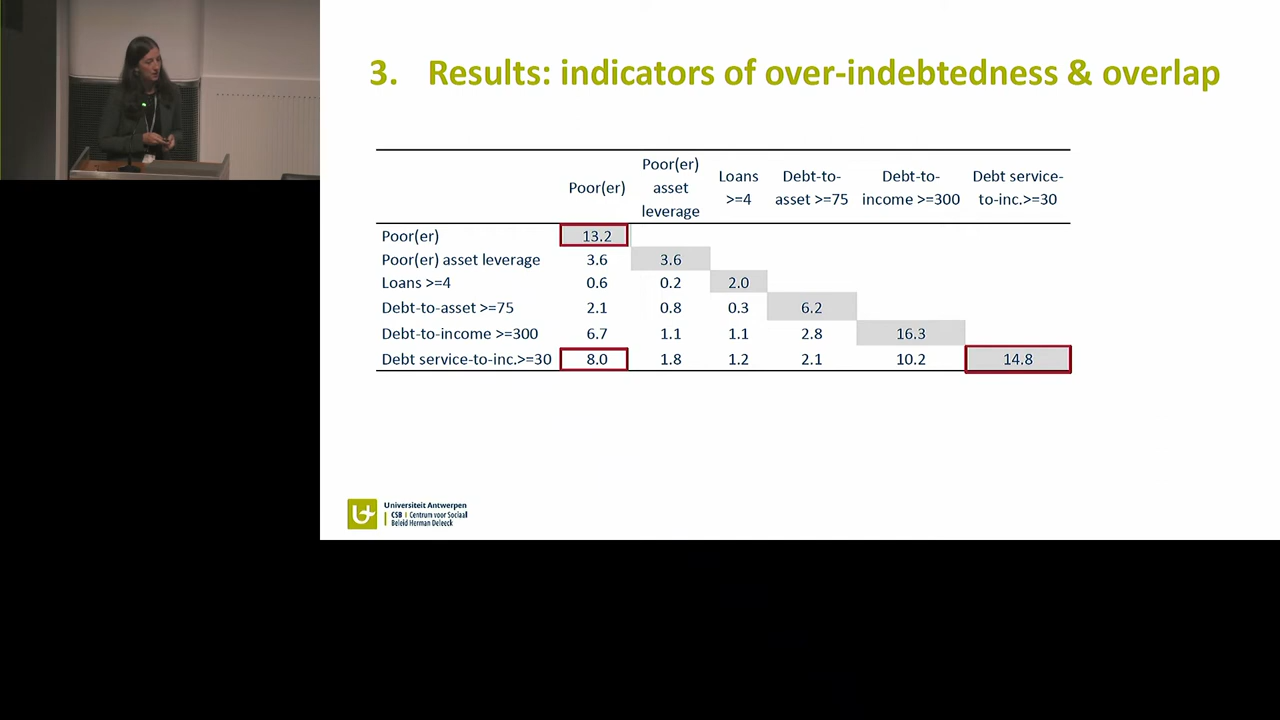 3. Results: indicators of over-indebtedness & overlap
Poor(er) Poor(er) asset leverage Loans >=4 Debt-to-asset >=75 Debt-to-income >=300 Debt service-to-inc.>=30
Poor(er) 13.2
Poor(er) asset leverage 3.6 3.6
Loans >=4 0.6 0.2 2.0
Debt-to-asset >=75 2.1 0.8 0.3 6.2
Debt-to-income >=300 6.7 1.1 1.1 2.8 16.3
Debt service-to-inc.>=30 8.0 1.8 1.2 2.1 10.2 14.8
Universiteit Antwerpen
CSB | Centrum voor Sociaal
Beleid Herman Deleeck